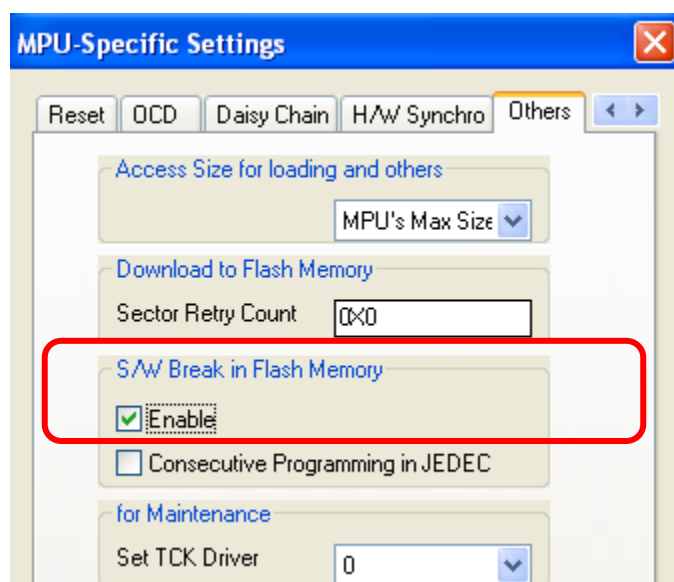 MPU-Specific Settings
Reset OCD Daisy Chain H/W Synchro Others
Access Size for loading and others
MPU's Max Size
Download to Flash Memory
Sector Retry Count 0X0
S/W Break in Flash Memory
Enable
Consecutive Programming in JEDEC
for Maintenance
Set TCK Driver 0